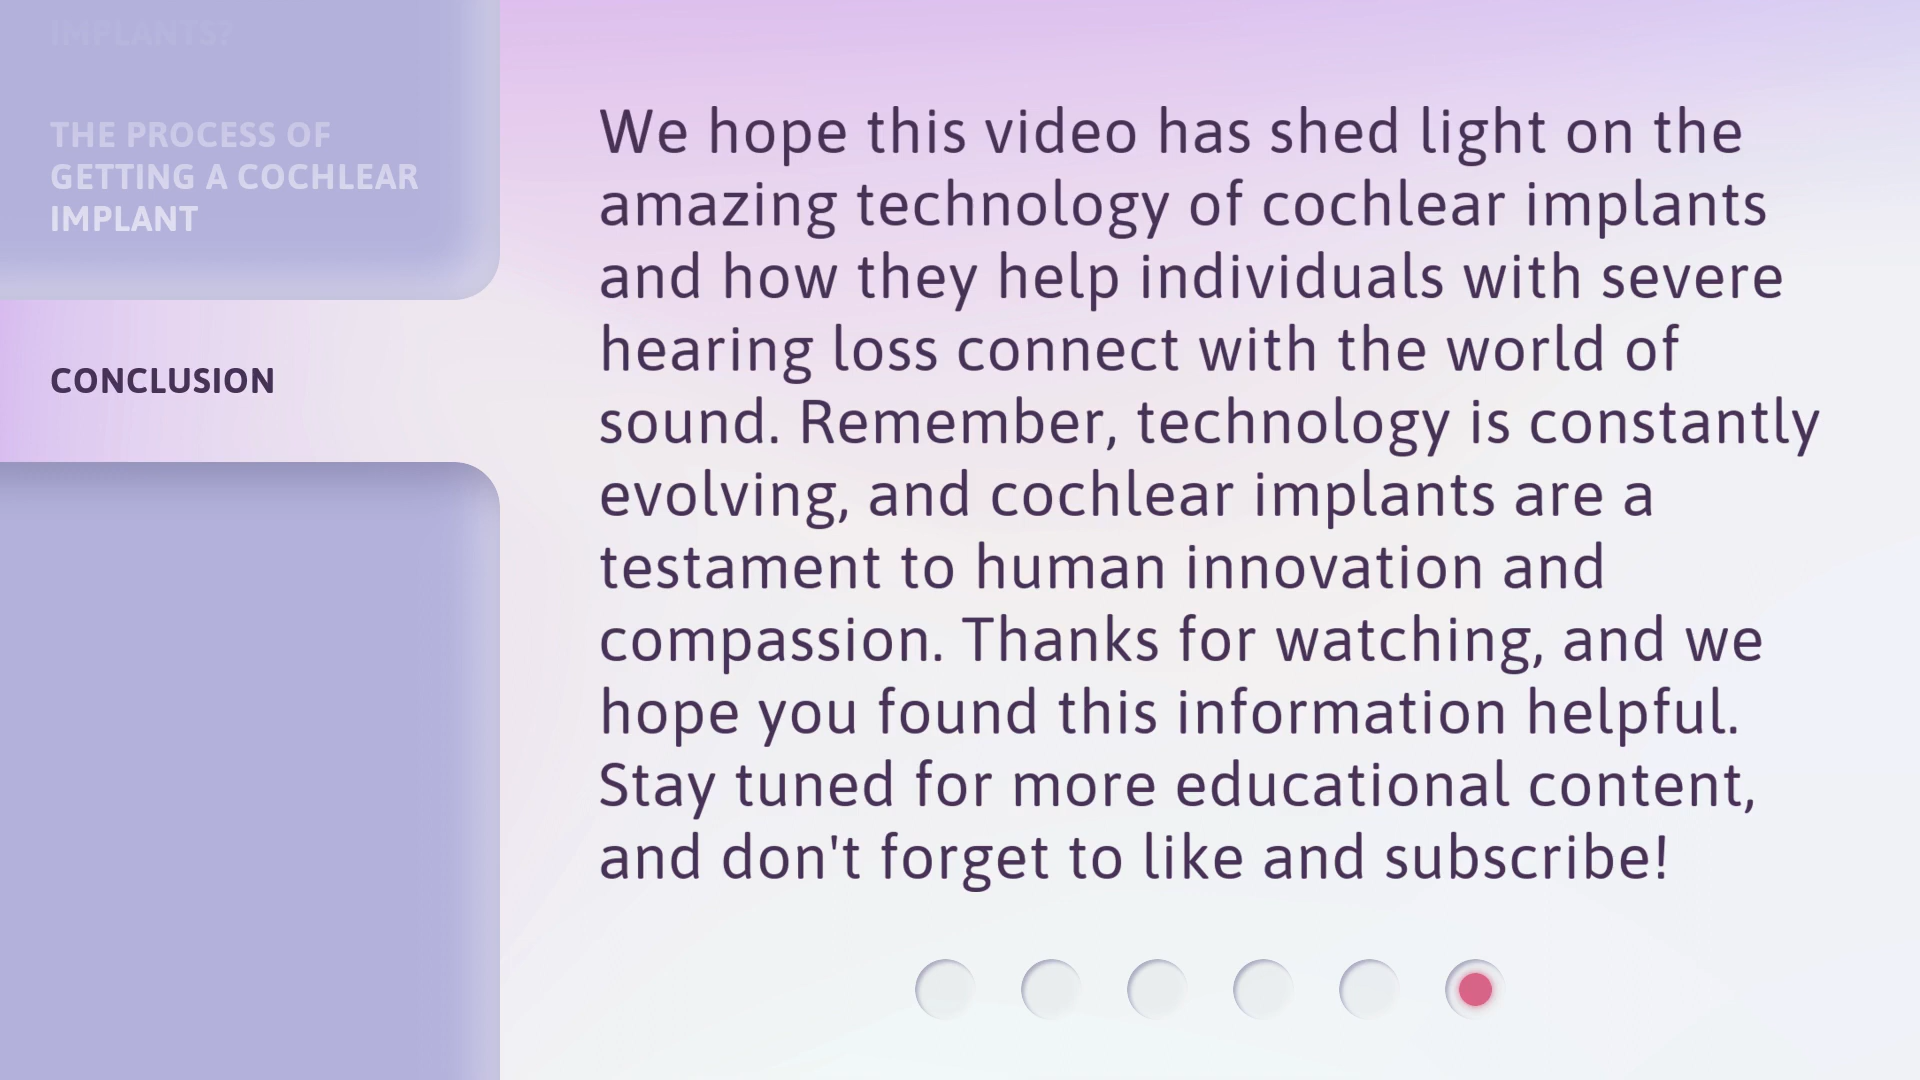 IMPLANTS?
THE PROCESS OF
GETTING A COCHLEAR
IMPLANT
CONCLUSION
We hope this video has shed light on the
amazing technology of cochlear implants
and how they help individuals with severe
hearing loss connect with the world of
sound. Remember, technology is constantly
evolving, and cochlear implants are a
testament to human innovation and
compassion. Thanks for watching, and we
hope you found this information helpful.
Stay tuned for more educational content,
and don't forget to like and subscribe!